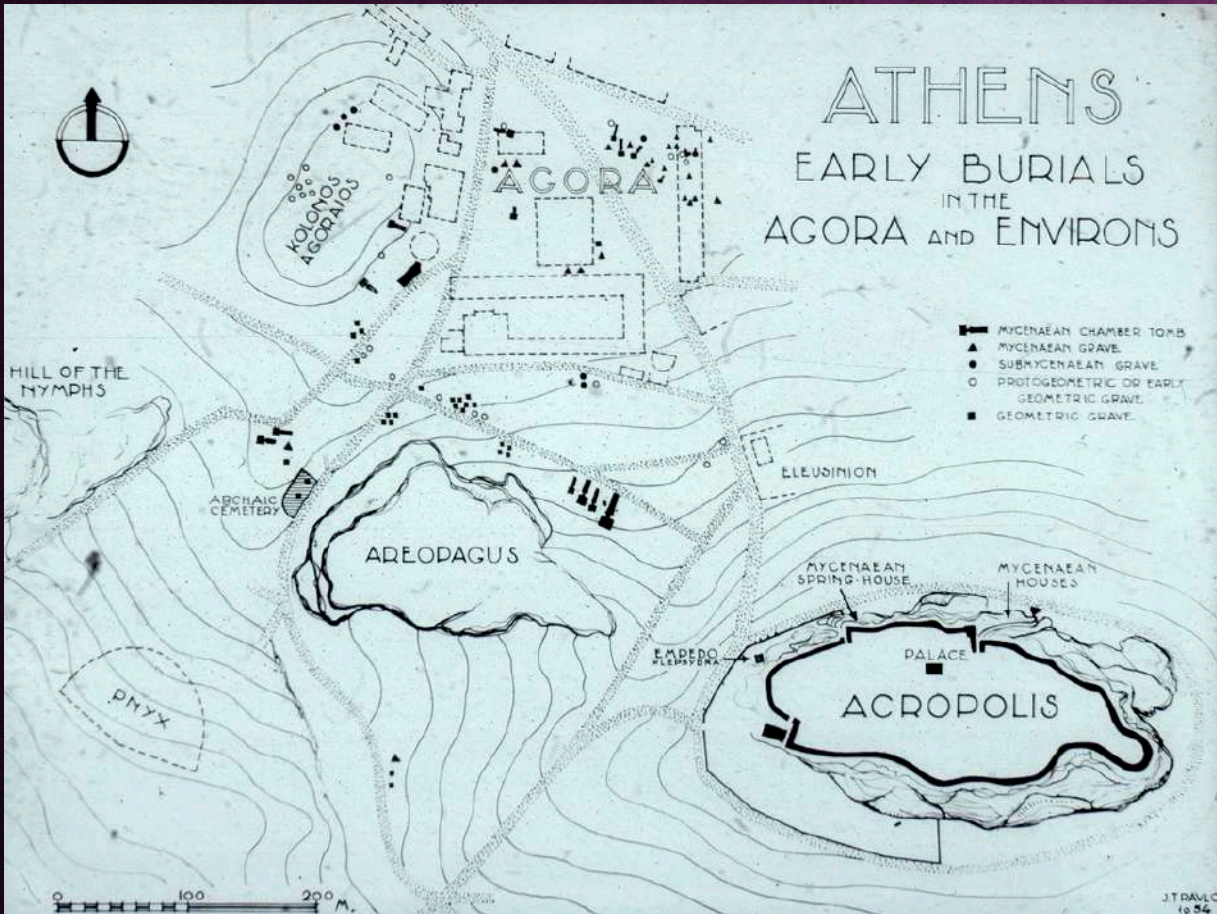 ATHENS
EARLY BURIALS
IN THE
AGORA AND ENVIRONS
MYCENAEAN CHAMBER TOMB
MYCENAEAN GRAVE
SUBMYCENAEAN GRAVE
PROTOGEOMETRIC OR EARLY
GEOMETRIC GRAVE
GEOMETRIC GRAVE
AGORA
KOLONOS
AGORAIOS
HILL OF THE
NYMPHS
ARCHAIC
CEMETERY
AREOPAGUS
ELEUSINION
MYCENAEAN
SPRING-HOUSE
MYCENAEAN
HOUSES
EMPEDO
KLEPSYDRA
PALACE
ACROPOLIS
PNYX
0 100 200 M.
1954